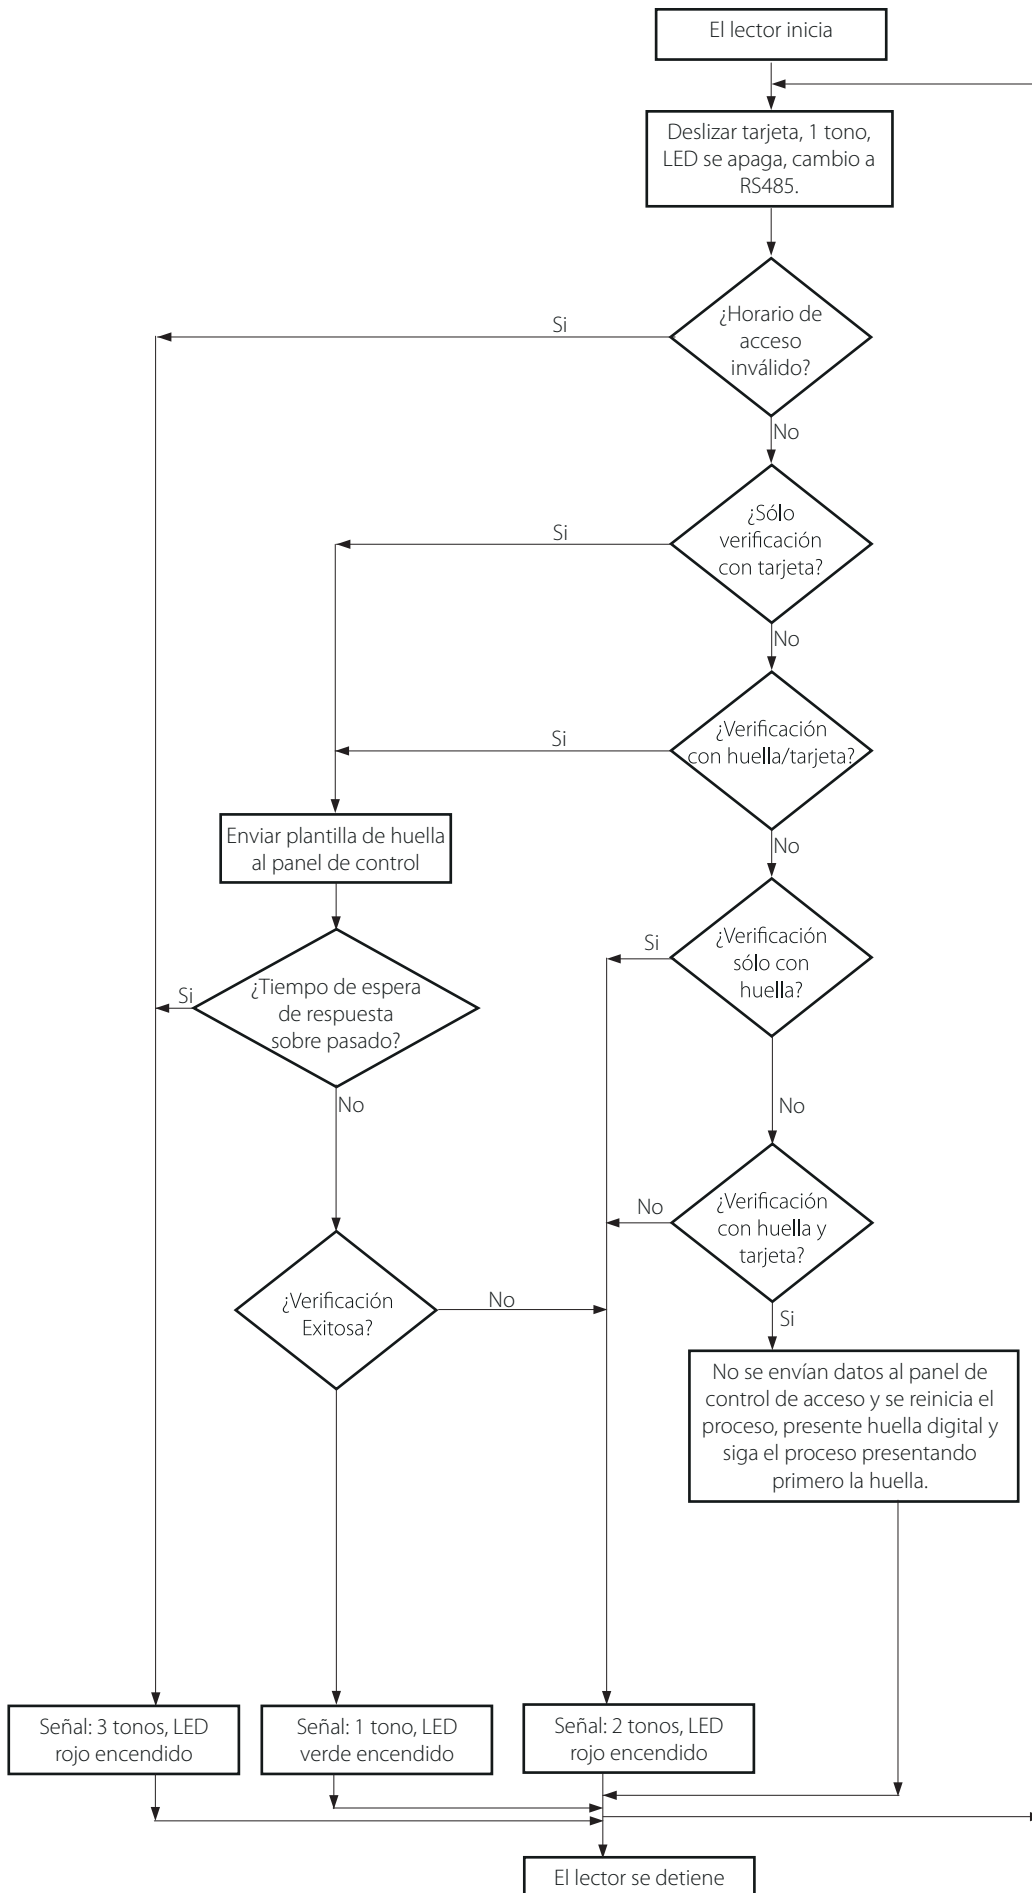 El lector inicia
Deslizar tarjeta, 1 tono,
LED se apaga, cambio a
RS485.
¿Horario de
acceso
inválido?
Si
No
¿Sólo
verificación
con tarjeta?
Si
No
¿Verificación
con huella/tarjeta?
Si
No
Enviar plantilla de huella
al panel de control
¿Verificación
sólo con
huella?
Si
No
¿Tiempo de espera
de respuesta
sobre pasado?
Si
No
¿Verificación
con huella y
tarjeta?
No
Si
¿Verificación
Exitosa?
No
No se envían datos al panel de
control de acceso y se reinicia el
proceso, presente huella digital y
siga el proceso presentando
primero la huella.
Señal: 3 tonos, LED
rojo encendido
Señal: 1 tono, LED
verde encendido
Señal: 2 tonos, LED
rojo encendido
El lector se detiene